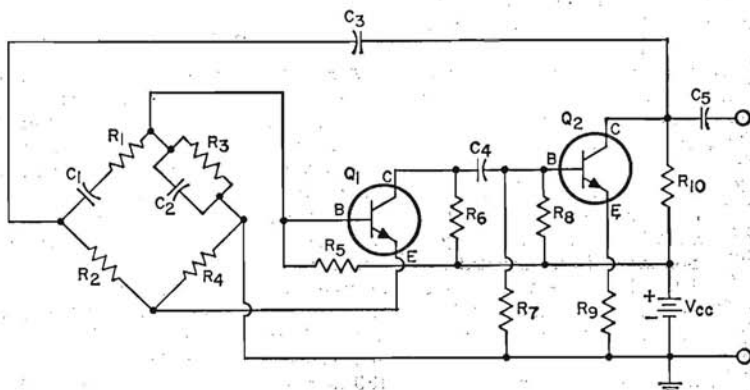 C3
R1
R3
C1
C2
R2
R4
Q1
C
B
E
R5
C4
R6
R7
R8
Q2
C
B
E
R9
C5
R10
+
-
Vcc